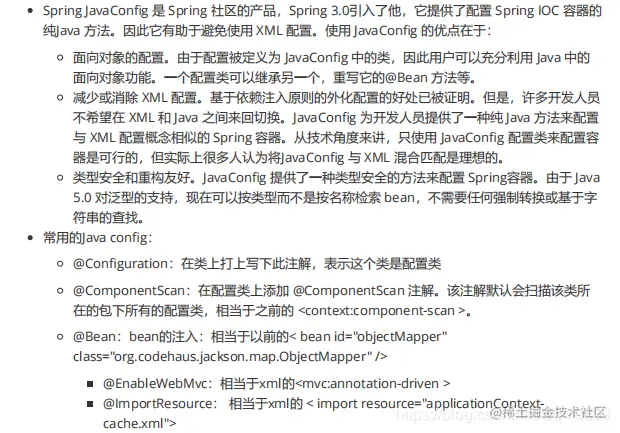 Spring JavaConfig 是 Spring 社区的产品，Spring 3.0引入了他，它提供了配置 Spring IOC 容器的
纯Java 方法。因此它有助于避免使用 XML 配置。使用 JavaConfig 的优点在于：
面向对象的配置。由于配置被定义为 JavaConfig 中的类，因此用户可以充分利用 Java 中的
面向对象功能。一个配置类可以继承另一个，重写它的@Bean 方法等。
减少或消除 XML 配置。基于依赖注入原则的外化配置的好处已被证明。但是，许多开发人员
不希望在 XML 和 Java 之间来回切换。JavaConfig 为开发人员提供了一种纯 Java 方法来配置
与 XML 配置概念相似的 Spring 容器。从技术角度来讲，只使用 JavaConfig 配置类来配置容
器是可行的，但实际上很多人认为将JavaConfig 与 XML 混合匹配是理想的。
类型安全和重构友好。JavaConfig 提供了一种类型安全的方法来配置 Spring容器。由于 Java
5.0 对泛型的支持，现在可以按类型而不是按名称检索 bean，不需要任何强制转换或基于字
符串的查找。
常用的Java config：
@Configuration：在类上打上写下此注解，表示这个类是配置类
@ComponentScan：在配置类上添加 @ComponentScan 注解。该注解默认会扫描该类所
在的包下所有的配置类，相当于之前的 <context:component-scan >。
@Bean：bean的注入：相当于以前的< bean id="objectMapper"
class="org.codehaus.jackson.map.ObjectMapper" />
@EnableWebMvc：相当于xml的<mvc:annotation-driven >
@ImportResource： 相当于xml的 < import resource="applicationContext-
cache.xml">
@稀土掘金技术社区